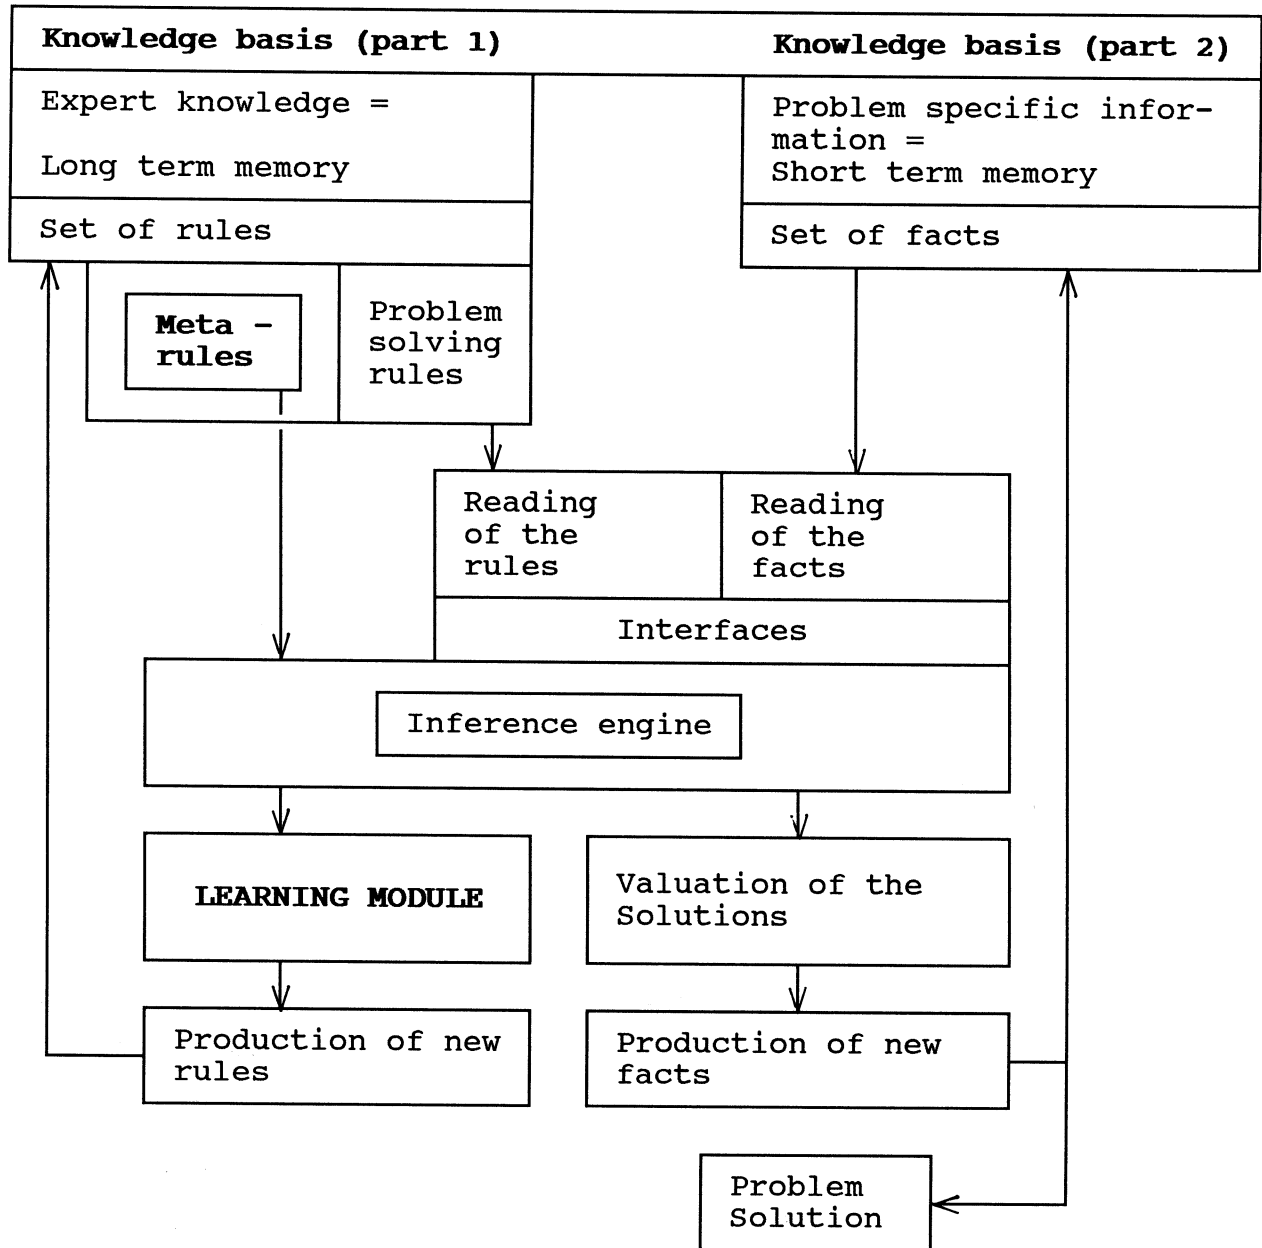 Knowledge basis (part 1)
Knowledge basis (part 2)
Expert knowledge =
Long term memory
Problem specific infor-
mation =
Short term memory
Set of rules
Set of facts
Meta -
rules
Problem
solving
rules
Reading
of the
rules
Reading
of the
facts
Interfaces
Inference engine
LEARNING MODULE
Valuation of the
Solutions
Production of new
rules
Production of new
facts
Problem
Solution